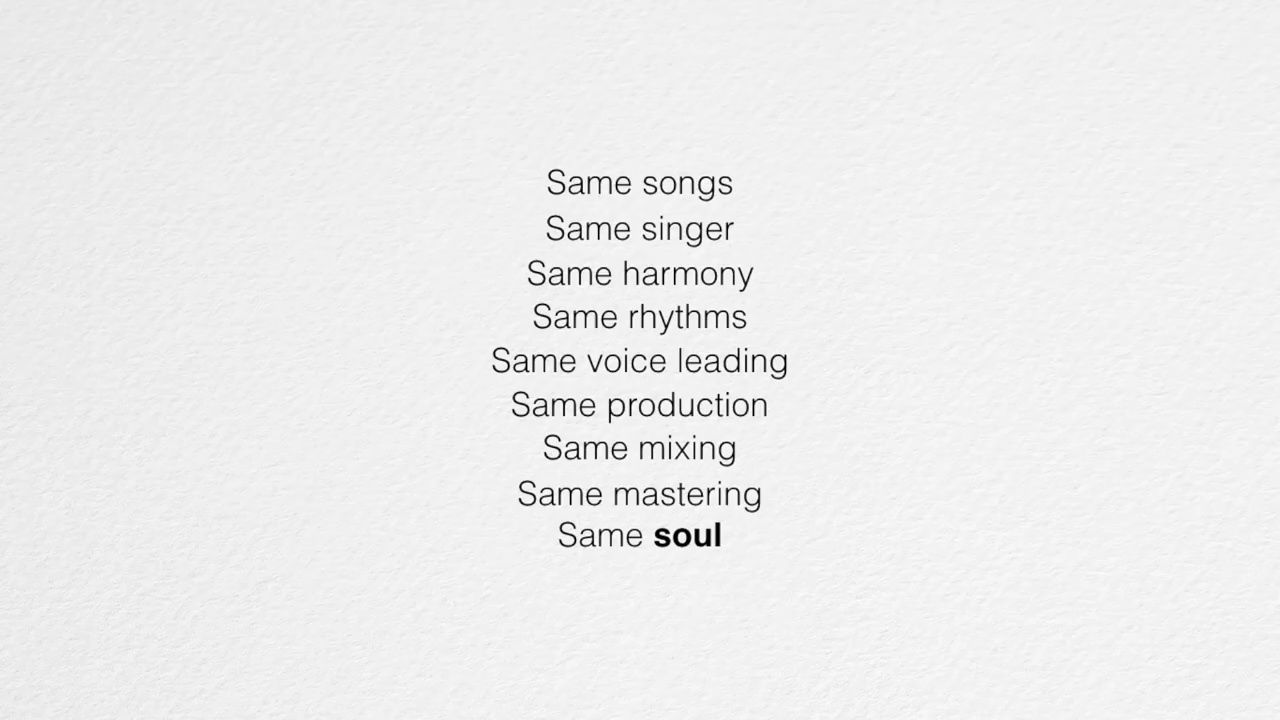 Same songs
Same singer
Same harmony
Same rhythms
Same voice leading
Same production
Same mixing
Same mastering
Same soul